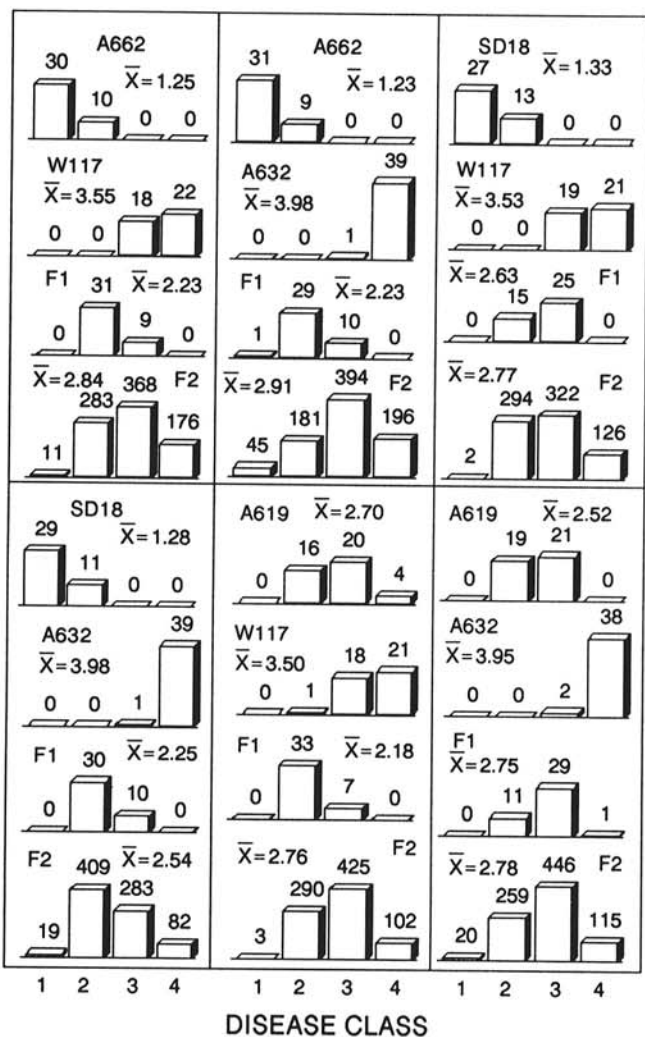 A662
30 X̅=1.25
10 0 0
W117
X̅=3.55 18 22
0 0
F1 31 X̅=2.23
0 9 0
X̅=2.84 368 F2
283 176
11
A662
31 X̅=1.23
9 0 0
A632 39
X̅=3.98
0 0 1
F1 29 X̅=2.23
1 10 0
X̅=2.91 394 F2
181 196
45
SD18
27 X̅=1.33
13 0 0
W117
X̅=3.53 19 21
0 0
X̅=2.63 25 F1
0 15 0
X̅=2.77 F2
294 322
126
2
SD18
29 X̅=1.28
11 0 0
A632 39
X̅=3.98
0 0 1
F1 30 X̅=2.25
0 10 0
F2 409 X̅=2.54
283
19 82
A619 X̅=2.70
16 20
0 4
W117
X̅=3.50 18 21
0 1
F1 33 X̅=2.18
0 7 0
X̅=2.76 425 F2
290
3 102
A619 X̅=2.52
19 21
0 0
A632 38
X̅=3.95
0 0 2
F1
X̅=2.75 29
0 11 1
X̅=2.78 446 F2
259
20 115
1 2 3 4 1 2 3 4 1 2 3 4
DISEASE CLASS